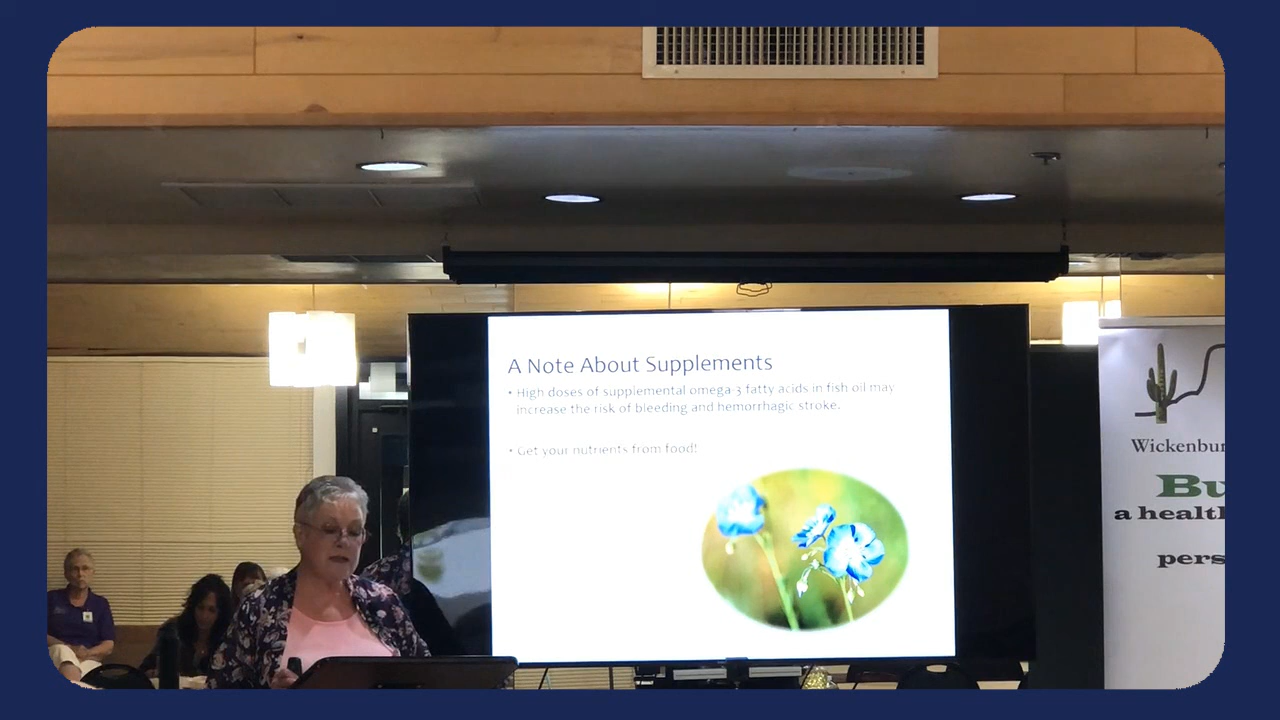 A Note About Supplements
• High doses of supplemental omega-3 fatty acids in fish oil may
increase the risk of bleeding and hemorrhagic stroke.
• Get your nutrients from food!
Wickenbur
Bu
a healt
pers